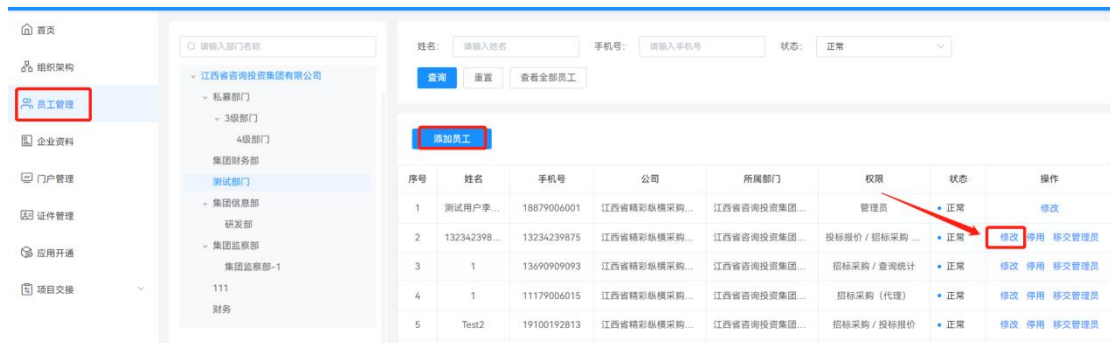 首页
组织架构
员工管理
企业资料
门户管理
证件管理
应用开通
项目交接
请输入部门名称
江西省咨询投资集团有限公司
私募部门
3级部门
4级部门
集团财务部
测试部门
集团信息部
研发部
集团监察部
集团监察部-1
111
财务
姓名: 请输入姓名 手机号: 请输入手机号 状态: 正常
查询 重置 查看全部员工
添加员工
序号 姓名 手机号 公司 所属部门 权限 状态 操作
1 测试用户李... 18879006001 江西省精彩纵横采购... 江西省咨询投资集团... 管理员 正常 修改
2 132342398... 13234239875 江西省精彩纵横采购... 江西省咨询投资集团... 投标报价 / 招标采购 ... 正常 修改 停用 移交管理员
3 1 13690909093 江西省精彩纵横采购... 江西省咨询投资集团... 招标采购 / 查询统计 正常 修改 停用 移交管理员
4 1 11179006015 江西省精彩纵横采购... 江西省咨询投资集团... 招标采购（代理） 正常 修改 停用 移交管理员
5 Test2 19100192813 江西省精彩纵横采购... 江西省咨询投资集团... 招标采购 / 投标报价 正常 修改 停用 移交管理员